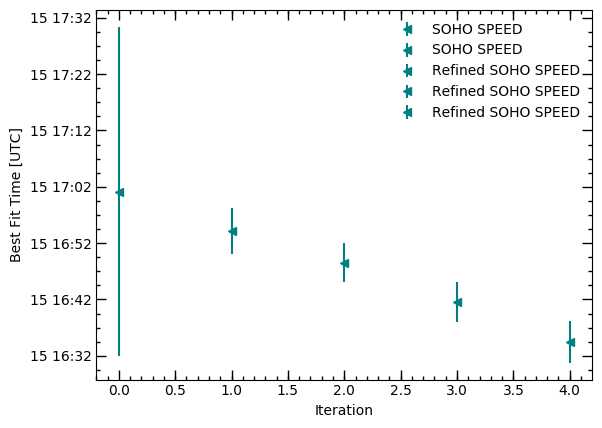 15 17:32
15 17:22
15 17:12
15 17:02
15 16:52
15 16:42
15 16:32
Best Fit Time [UTC]
SOHO SPEED
SOHO SPEED
Refined SOHO SPEED
Refined SOHO SPEED
Refined SOHO SPEED
0.0 0.5 1.0 1.5 2.0 2.5 3.0 3.5 4.0
Iteration